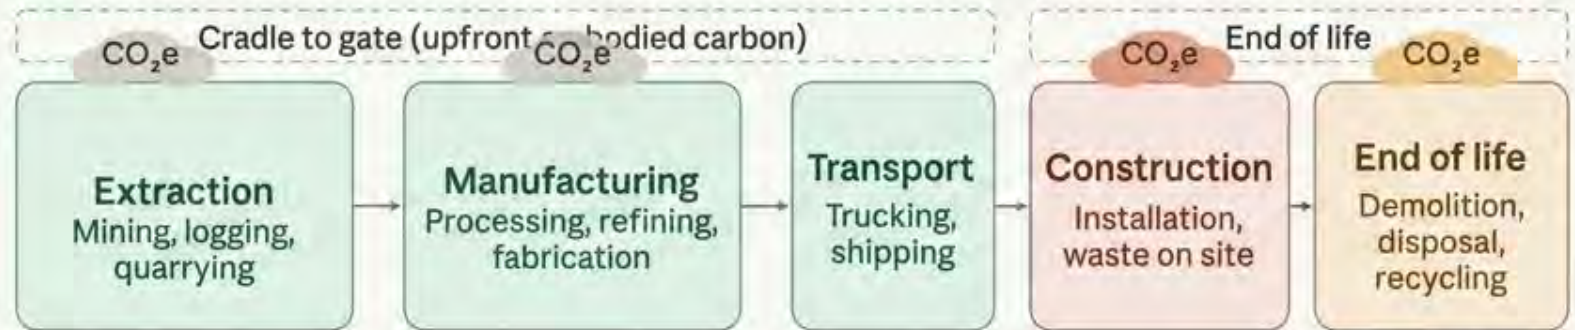 Cradle to gate (upfront bodied carbon)
End of life
CO₂e
CO₂e
CO₂e
CO₂e
Extraction
Mining, logging,
quarrying
Manufacturing
Processing, refining,
fabrication
Transport
Trucking,
shipping
Construction
Installation,
waste on site
End of life
Demolition,
disposal,
recycling